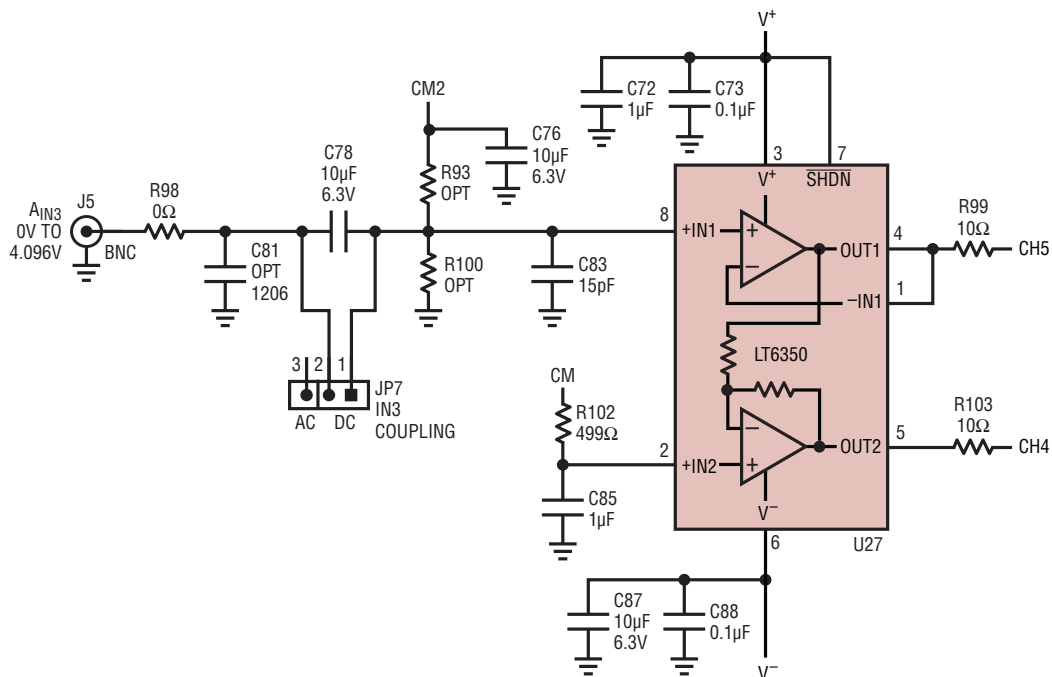 V+
C72
1µF
C73
0.1µF
CM2
C76
10µF
6.3V
3
7
C78
10µF
6.3V
R93
OPT
V+
SHDN
J5
R98
0Ω
AIN3
0V TO
4.096V
BNC
8
+IN1
+
–
OUT1
4
R99
10Ω
CH5
C81
OPT
1206
R100
OPT
C83
15pF
–IN1
1
LT6350
3
2
1
JP7
IN3
COUPLING
AC
DC
CM
R102
499Ω
–
+
R103
10Ω
OUT2
5
CH4
2
+IN2
C85
1µF
V–
6
U27
C87
10µF
6.3V
C88
0.1µF
V–